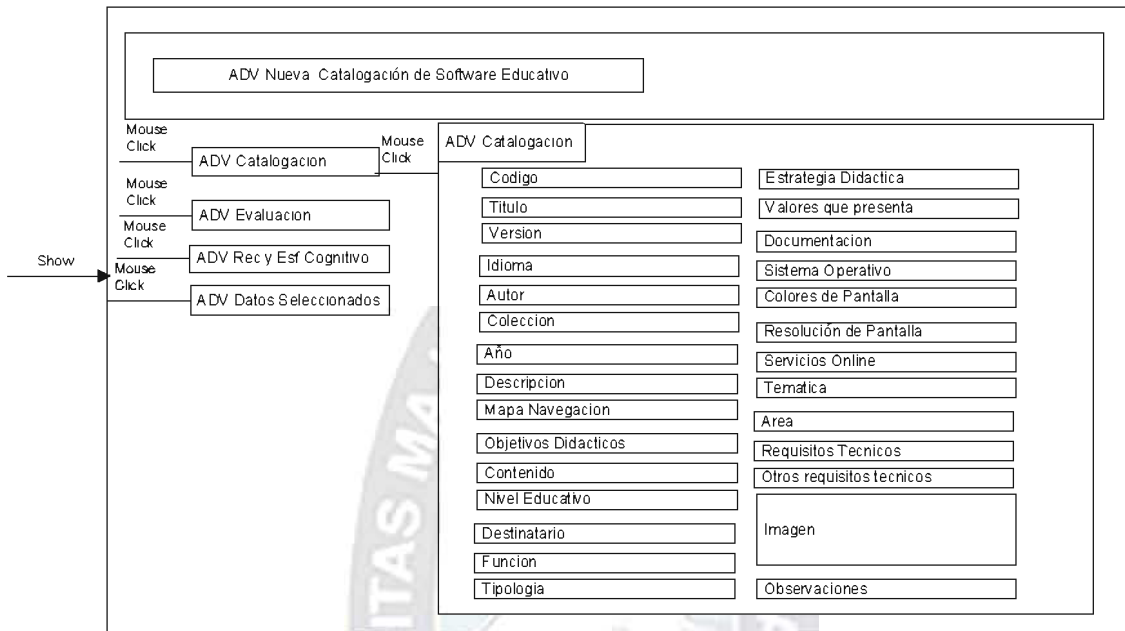 ADV Nueva Catalogación de Software Educativo
Show
Mouse
Click
ADV Catalogacion
Mouse
Click
ADV Evaluacion
Mouse
Click
ADV Rec y Esf Cognitivo
Mouse
Click
ADV Datos Seleccionados
Mouse
Click
ADV Catalogacion
Codigo
Titulo
Version
Idioma
Autor
Coleccion
Año
Descripcion
Mapa Navegacion
Objetivos Didacticos
Contenido
Nivel Educativo
Destinatario
Funcion
Tipologia
Estrategia Didactica
Valores que presenta
Documentacion
Sistema Operativo
Colores de Pantalla
Resolución de Pantalla
Servicios Online
Tematica
Area
Requisitos Tecnicos
Otros requisitos tecnicos
Imagen
Observaciones